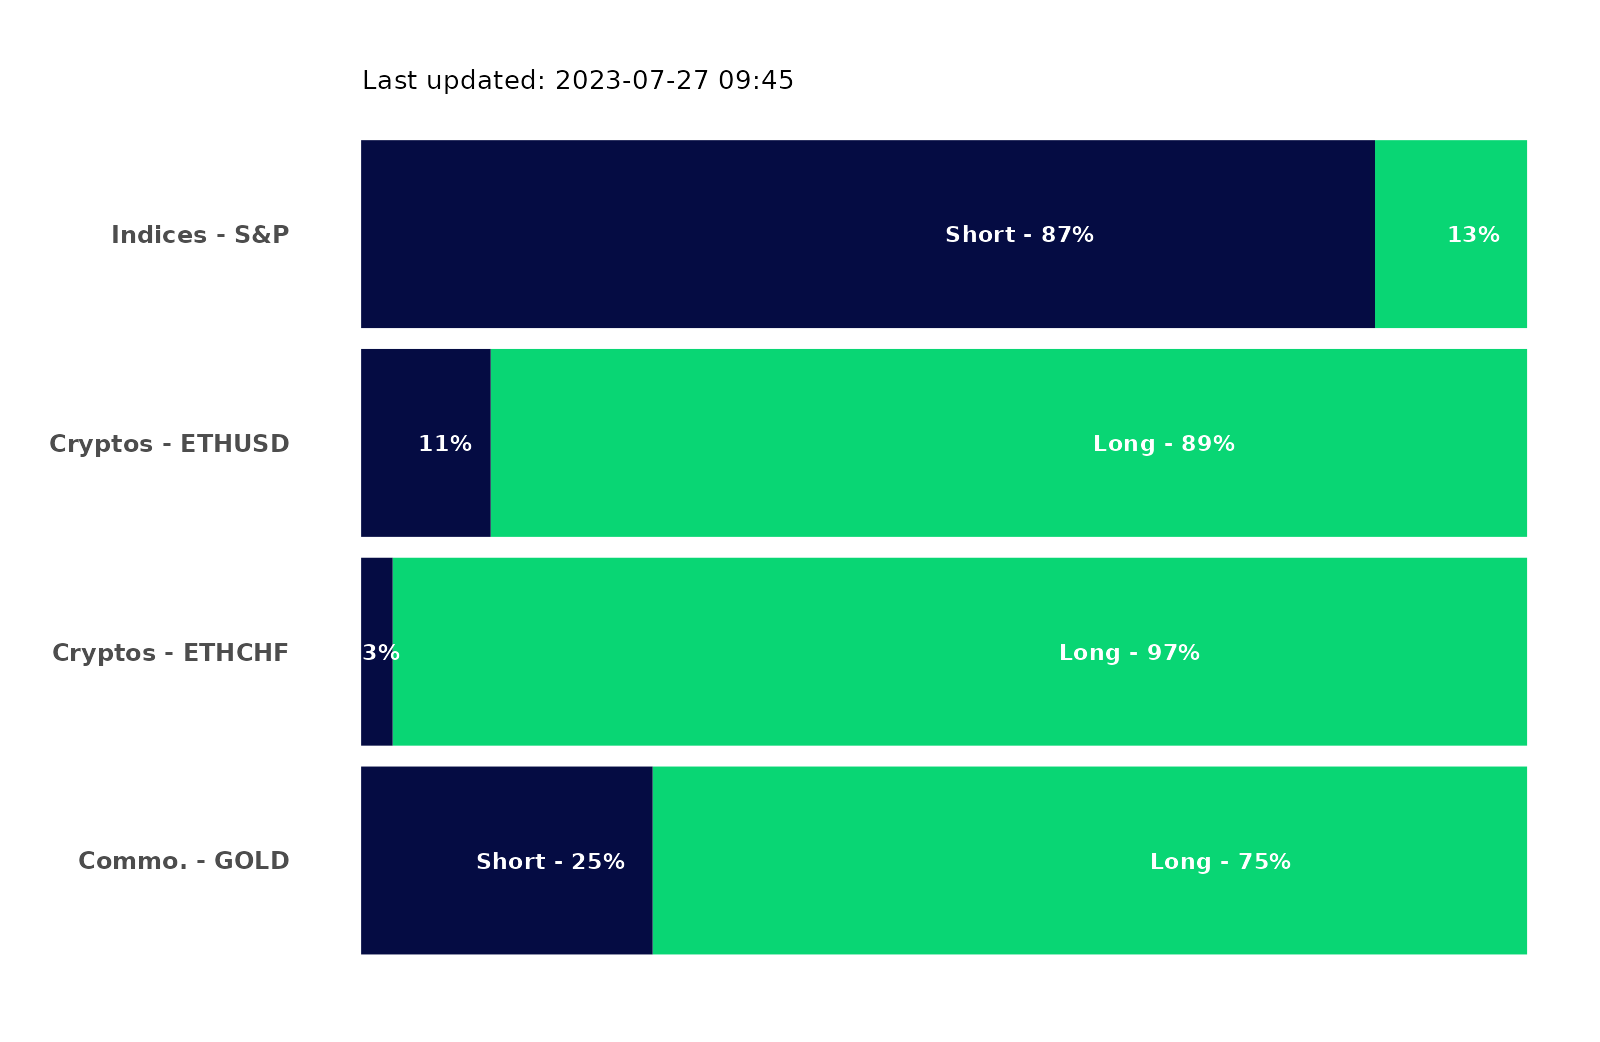 Last updated: 2023-07-27 09:45
Indices - S&P Short - 87% 13%
Cryptos - ETHUSD 11% Long - 89%
Cryptos - ETHCHF 3% Long - 97%
Commo. - GOLD Short - 25% Long - 75%